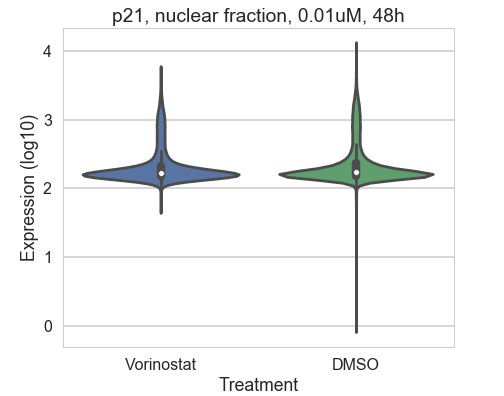 p21, nuclear fraction, 0.01uM, 48h
Expression (log10)
4
3
2
1
0
Vorinostat
DMSO
Treatment